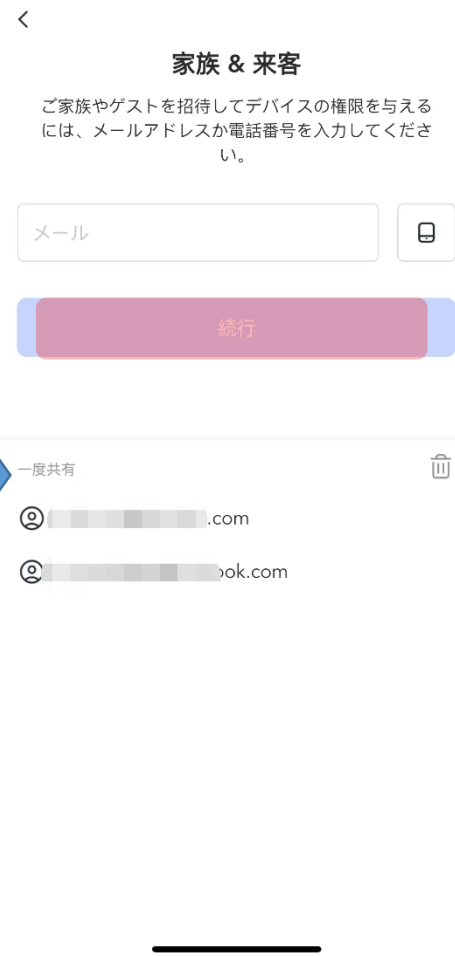 家族 & 来客
ご家族やゲストを招待してデバイスの権限を与える
には、メールアドレスか電話番号を入力してくださ
い。
メール
続行
一度共有
.com
ook.com